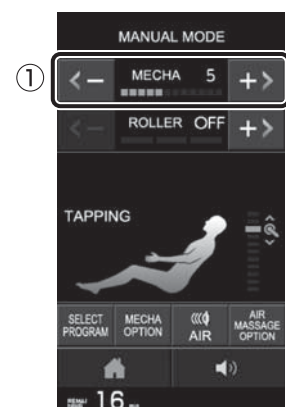 MANUAL MODE
① < − MECHA 5 + >
< − ROLLER OFF + >
TAPPING
SELECT PROGRAM MECHA OPTION AIR AIR MASSAGE OPTION
16